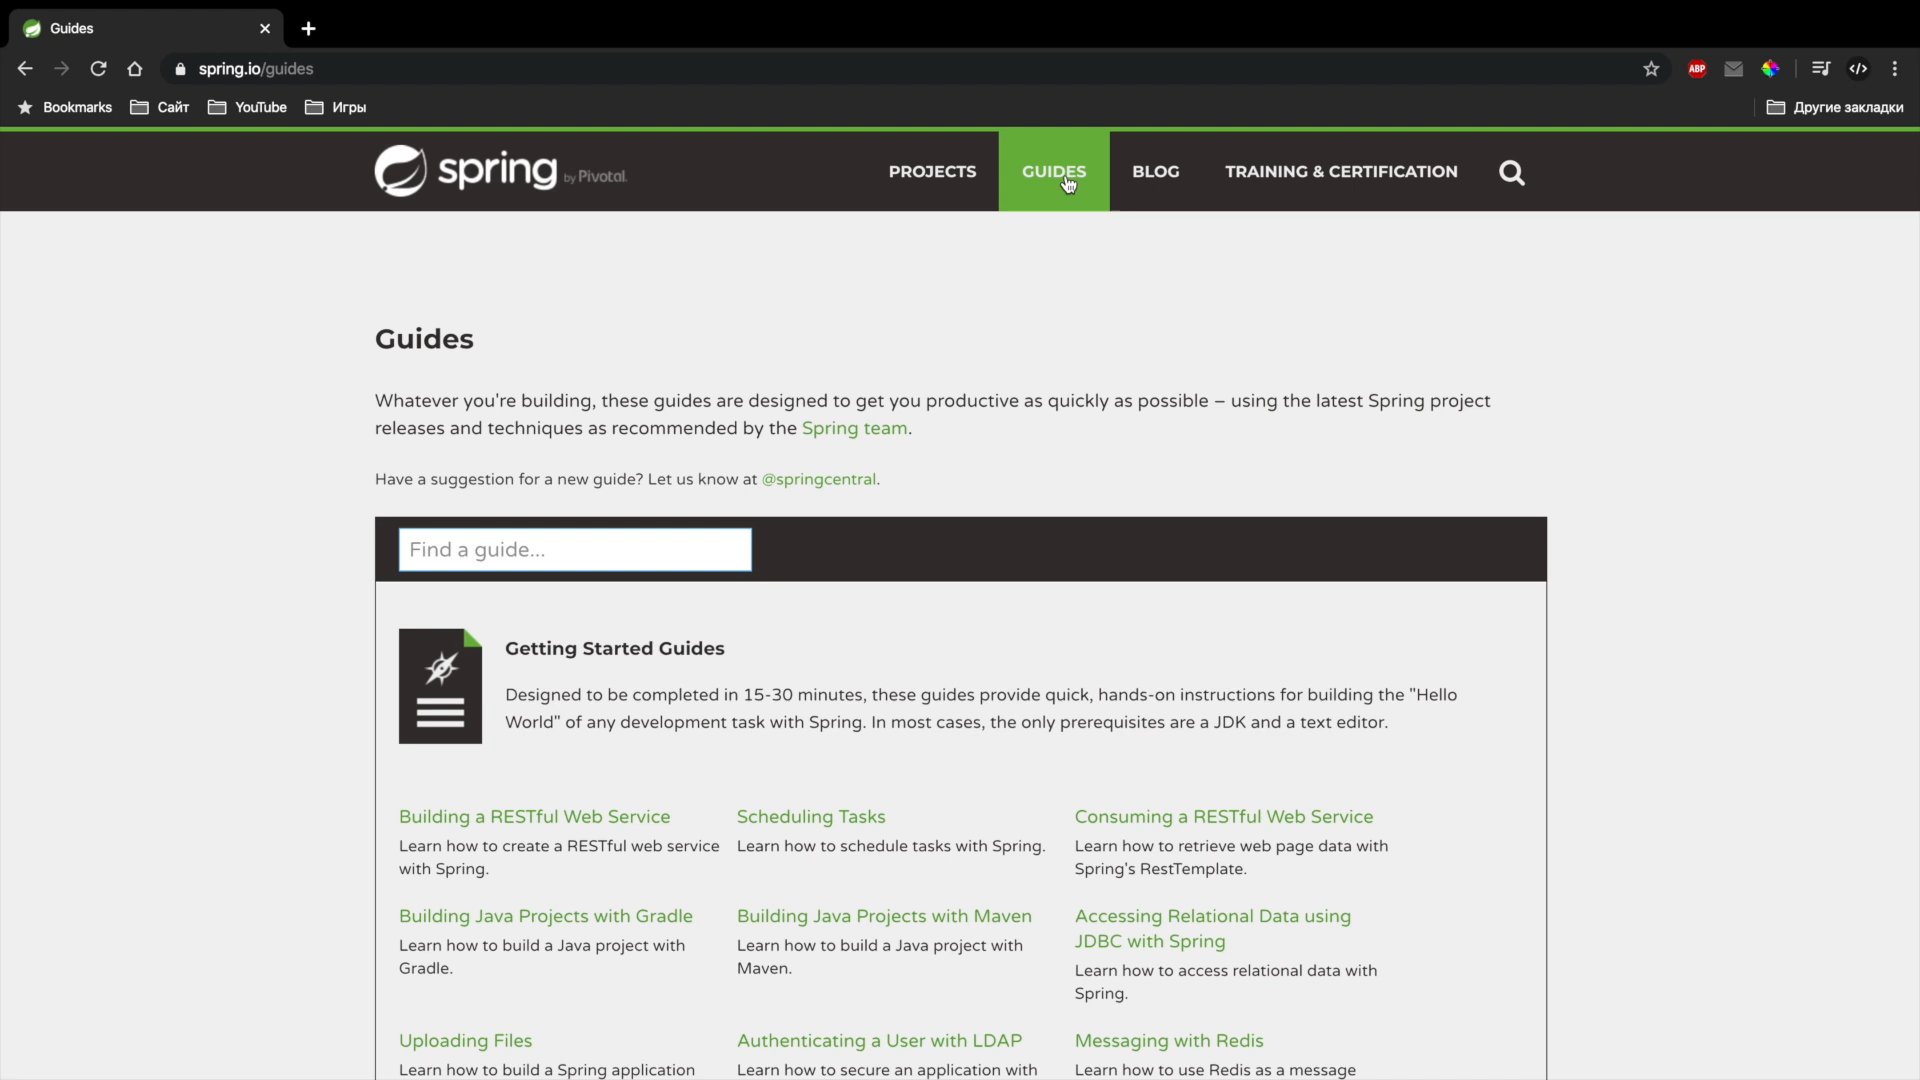 Guides
spring.io/guides
ABP
Bookmarks Сайт YouTube Игры Другие закладки
spring by Pivotal. PROJECTS GUIDES BLOG TRAINING & CERTIFICATION
Guides
Whatever you're building, these guides are designed to get you productive as quickly as possible – using the latest Spring project
releases and techniques as recommended by the Spring team.
Have a suggestion for a new guide? Let us know at @springcentral.
Find a guide...
Getting Started Guides
Designed to be completed in 15-30 minutes, these guides provide quick, hands-on instructions for building the "Hello
World" of any development task with Spring. In most cases, the only prerequisites are a JDK and a text editor.
Building a RESTful Web Service
Learn how to create a RESTful web service
with Spring.
Scheduling Tasks
Learn how to schedule tasks with Spring.
Consuming a RESTful Web Service
Learn how to retrieve web page data with
Spring's RestTemplate.
Building Java Projects with Gradle
Learn how to build a Java project with
Gradle.
Building Java Projects with Maven
Learn how to build a Java project with
Maven.
Accessing Relational Data using
JDBC with Spring
Learn how to access relational data with
Spring.
Uploading Files
Learn how to build a Spring application
Authenticating a User with LDAP
Learn how to secure an application with
Messaging with Redis
Learn how to use Redis as a message